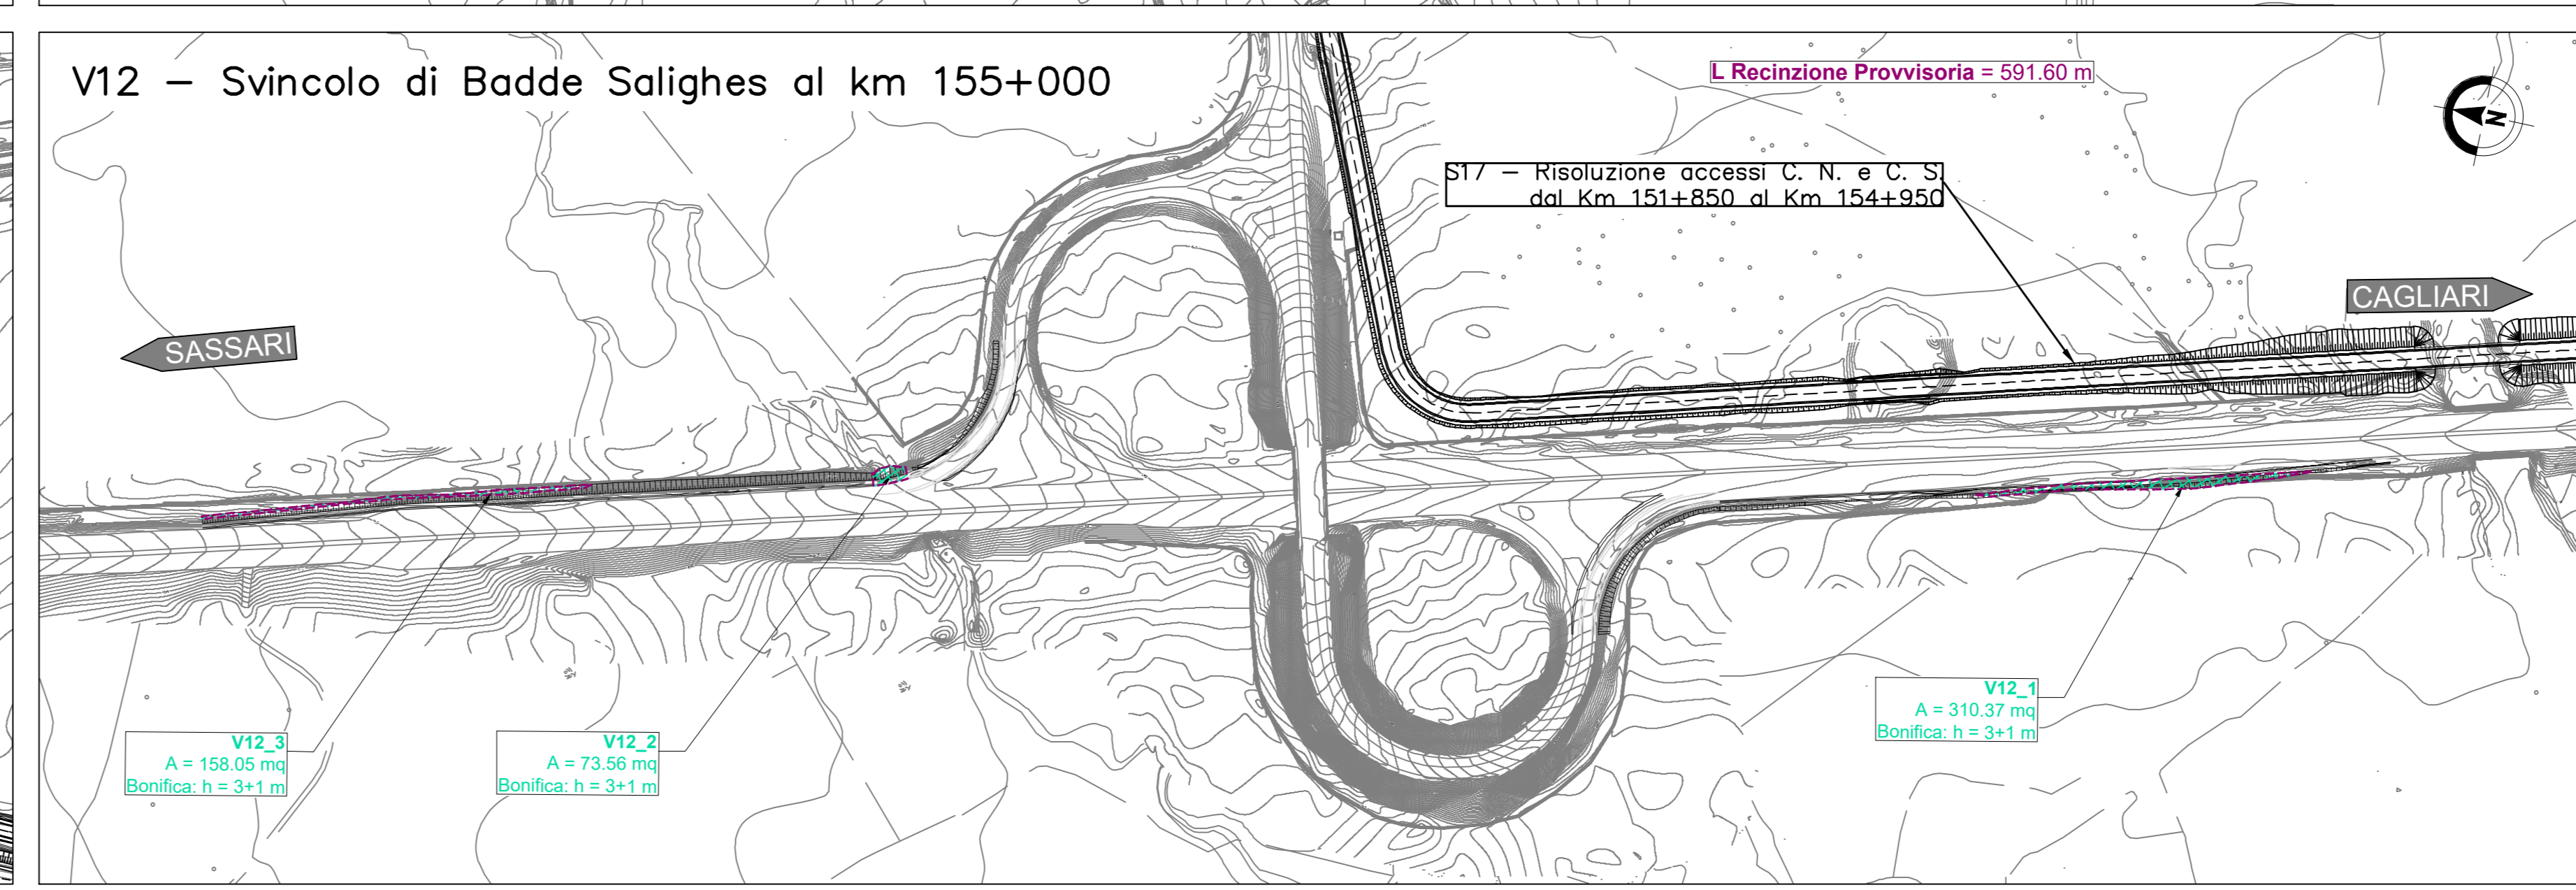 V12 – Svincolo di Badde Salighes al km 155+000
L Recinzione Provvisoria = 591.60 m
N
S17 – Risoluzione accessi C. N. e C. S.
dal Km 151+850 al Km 154+950
CAGLIARI
SASSARI
V12_3
A = 158.05 mq
Bonifica: h = 3+1 m
V12_2
A = 73.56 mq
Bonifica: h = 3+1 m
V12_1
A = 310.37 mq
Bonifica: h = 3+1 m